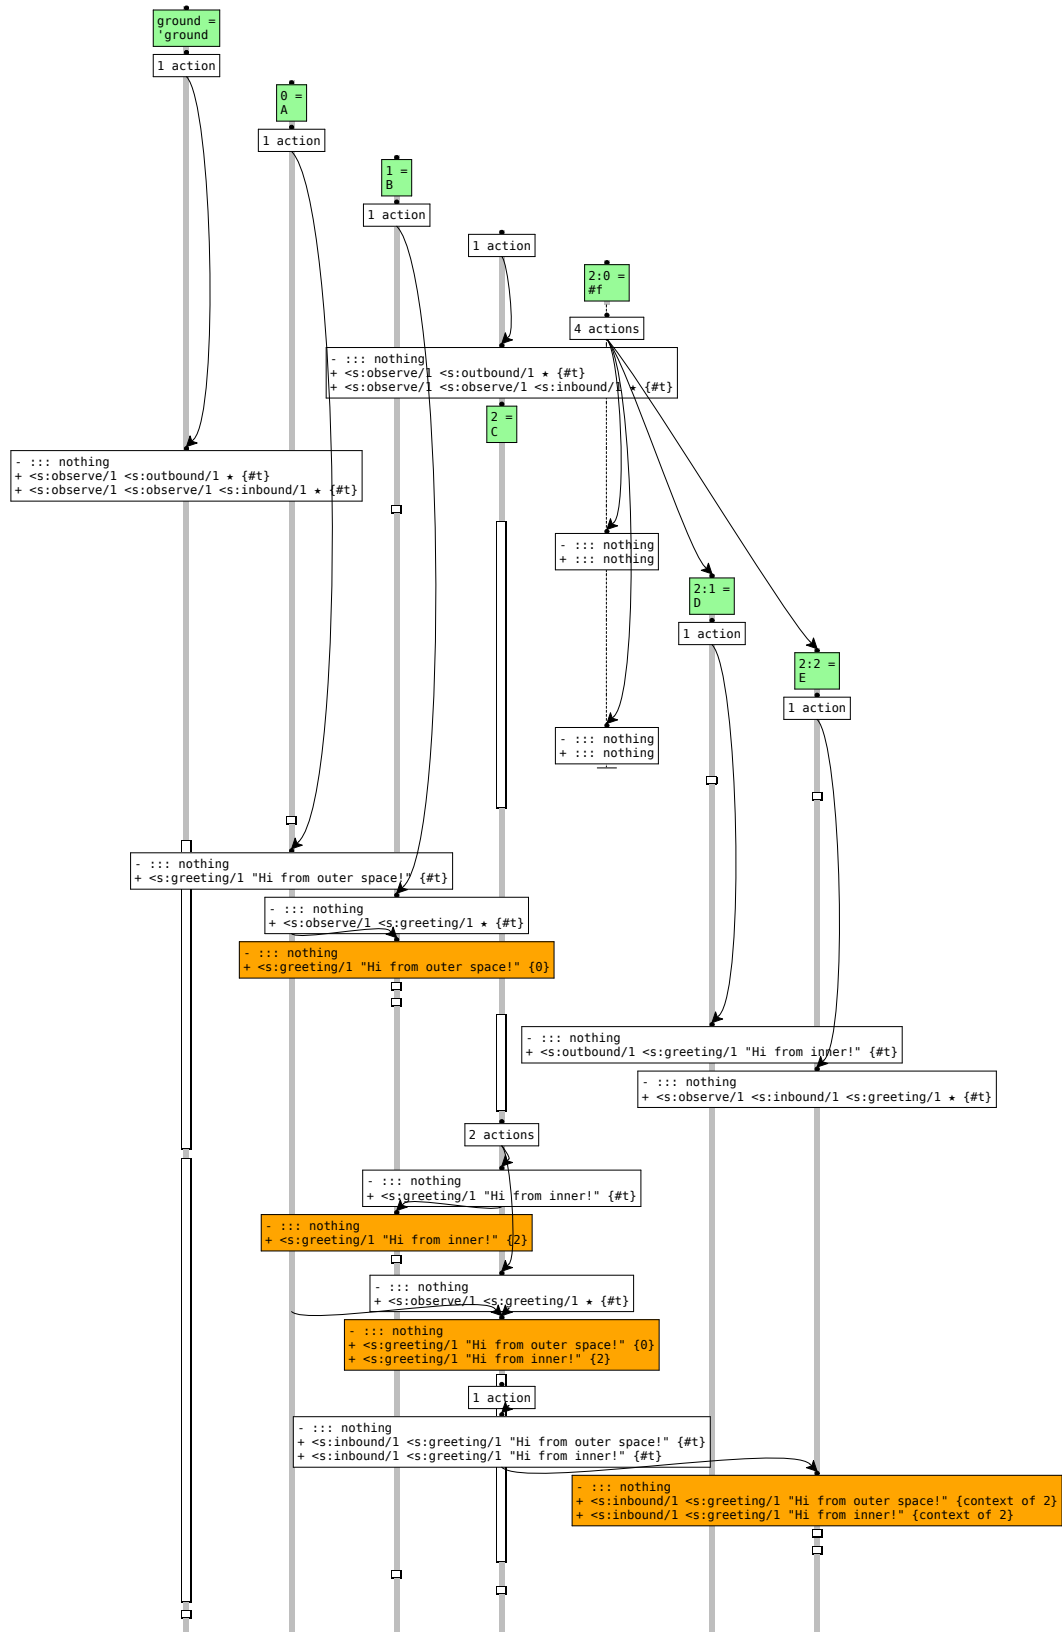 ground =
'ground
1 action
0 =
A
1 action
1 =
B
1 action
1 action
2:0 =
#f
4 actions
- ::: nothing
+ <s:observe/1 <s:outbound/1 ★ {#t}
+ <s:observe/1 <s:observe/1 <s:inbound/1 ★ {#t}
2 =
C
- ::: nothing
+ <s:observe/1 <s:outbound/1 ★ {#t}
+ <s:observe/1 <s:observe/1 <s:inbound/1 ★ {#t}
- ::: nothing
+ ::: nothing
2:1 =
D
1 action
2:2 =
E
1 action
- ::: nothing
+ ::: nothing
- ::: nothing
+ <s:greeting/1 "Hi from outer space!" {#t}
- ::: nothing
+ <s:observe/1 <s:greeting/1 ★ {#t}
- ::: nothing
+ <s:greeting/1 "Hi from outer space!" {0}
- ::: nothing
+ <s:outbound/1 <s:greeting/1 "Hi from inner!" {#t}
- ::: nothing
+ <s:observe/1 <s:inbound/1 <s:greeting/1 ★ {#t}
2 actions
- ::: nothing
+ <s:greeting/1 "Hi from inner!" {#t}
- ::: nothing
+ <s:greeting/1 "Hi from inner!" {2}
- ::: nothing
+ <s:observe/1 <s:greeting/1 ★ {#t}
- ::: nothing
+ <s:greeting/1 "Hi from outer space!" {0}
+ <s:greeting/1 "Hi from inner!" {2}
1 action
- ::: nothing
+ <s:inbound/1 <s:greeting/1 "Hi from outer space!" {#t}
+ <s:inbound/1 <s:greeting/1 "Hi from inner!" {#t}
- ::: nothing
+ <s:inbound/1 <s:greeting/1 "Hi from outer space!" {context of 2}
+ <s:inbound/1 <s:greeting/1 "Hi from inner!" {context of 2}